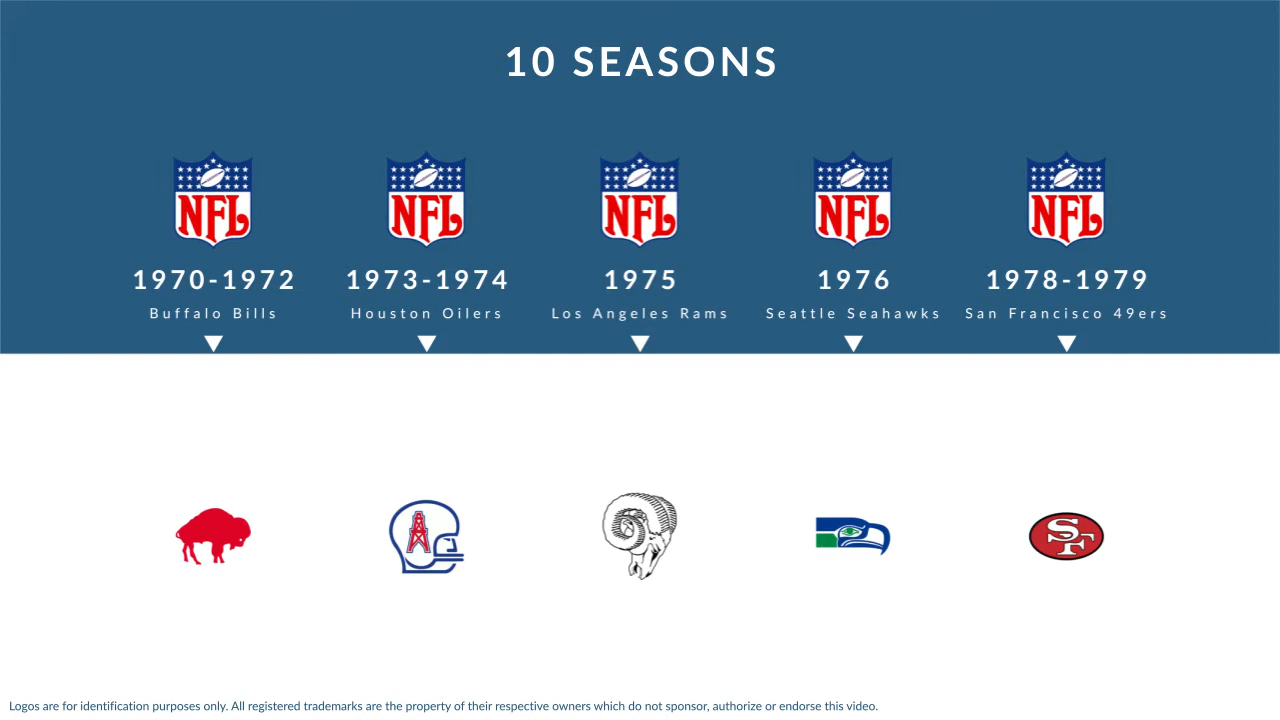 10 SEASONS
NFL NFL NFL NFL NFL
1970-1972 1973-1974 1975 1976 1978-1979
Buffalo Bills Houston Oilers Los Angeles Rams Seattle Seahawks San Francisco 49ers
SF
Logos are for identification purposes only. All registered trademarks are the property of their respective owners which do not sponsor, authorize or endorse this video.